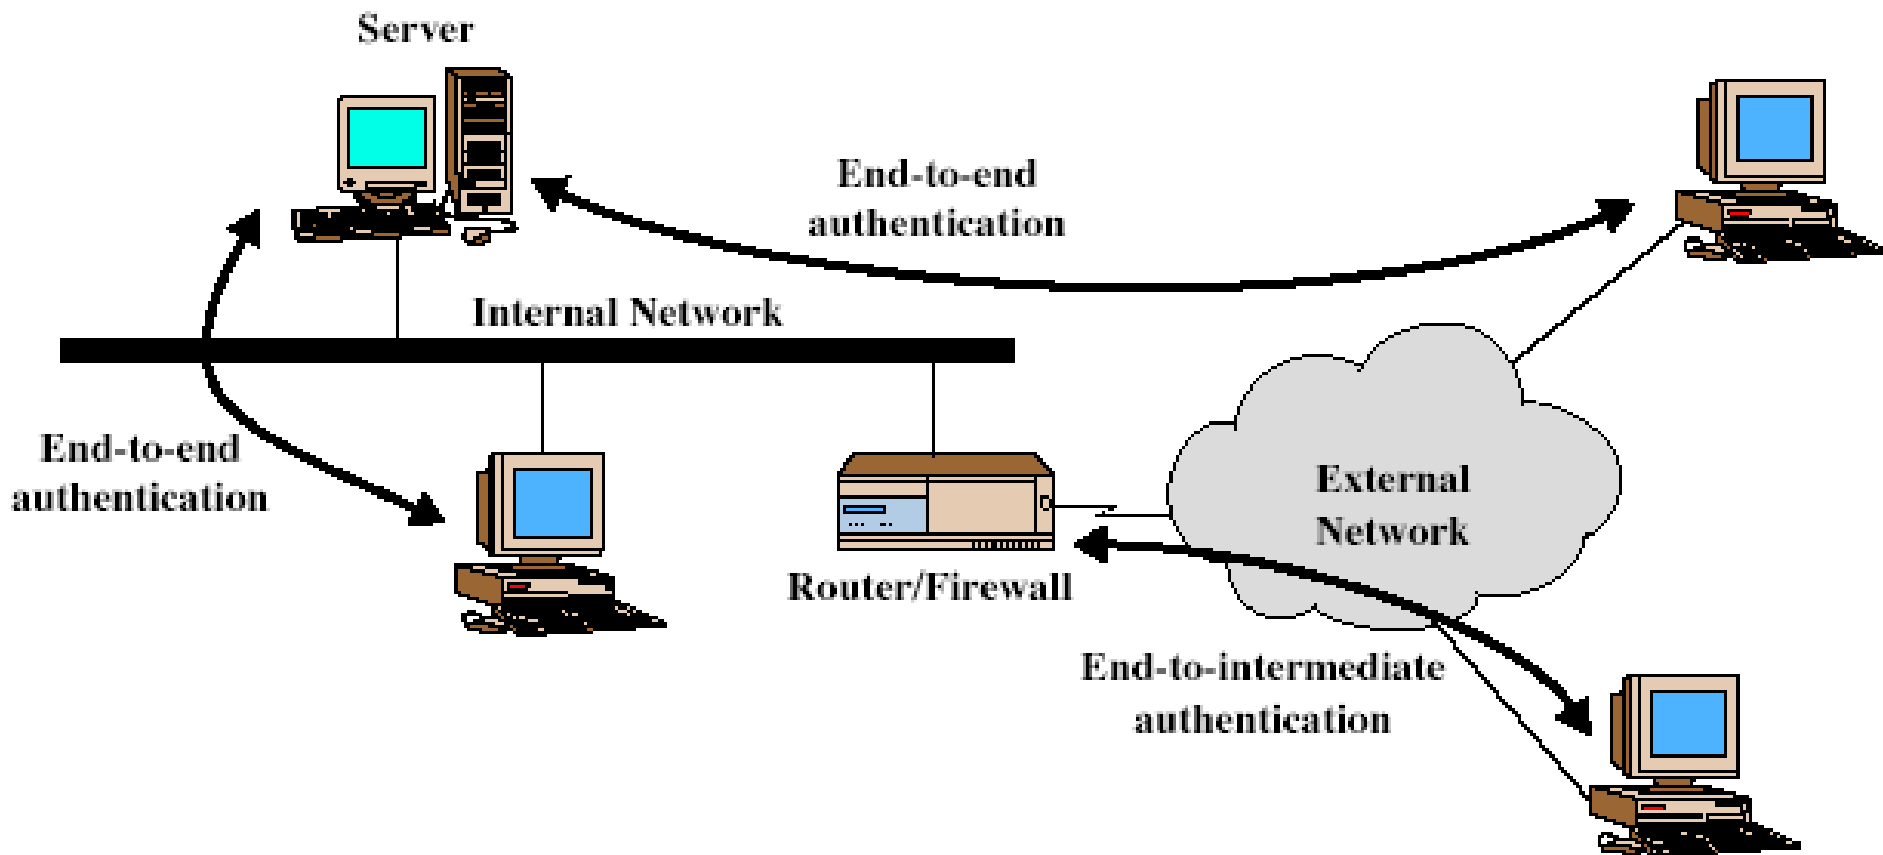 Server
End-to-end
authentication
Internal Network
End-to-end
authentication
External
Network
Router/Firewall
End-to-intermediate
authentication